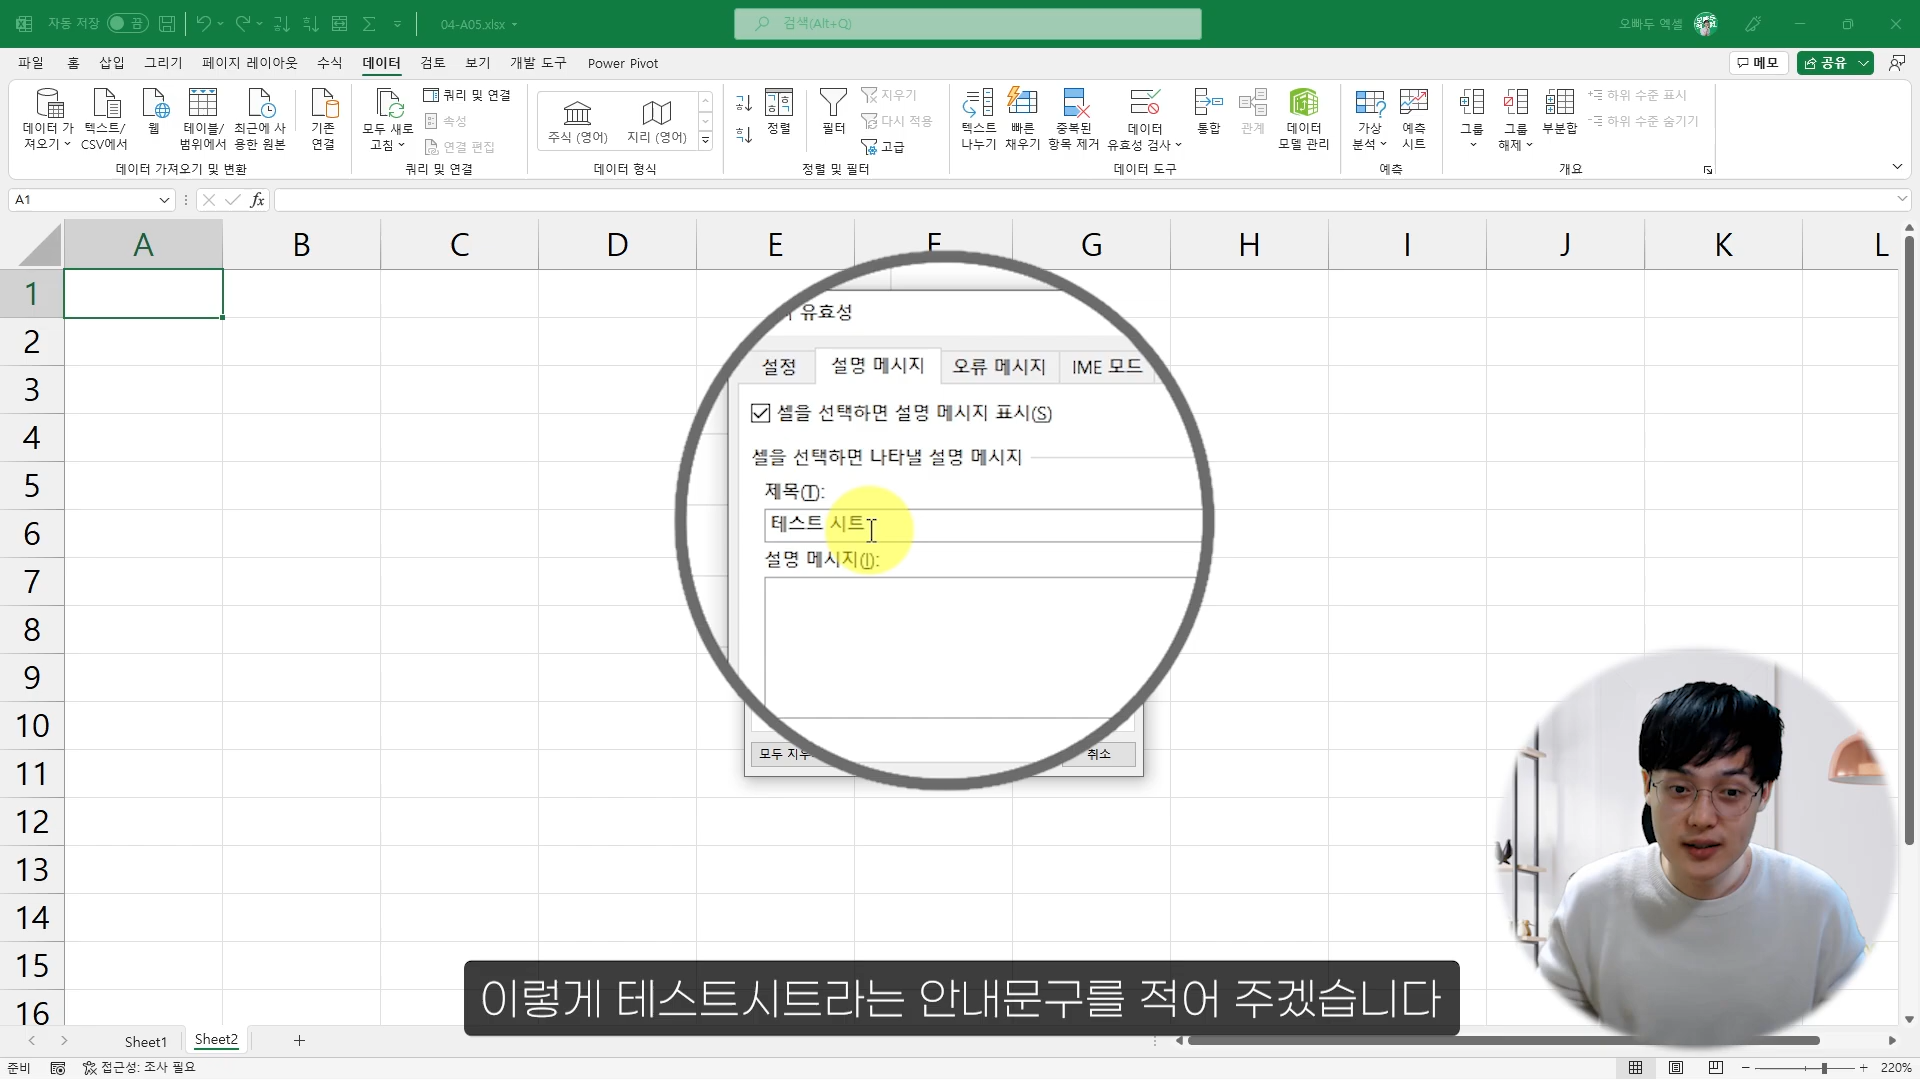 자동 저장 끔 04-A05.xlsx 검색(Alt+Q) 오빠두 엑셀
파일 홈 삽입 그리기 페이지 레이아웃 수식 데이터 검토 보기 개발 도구 Power Pivot 메모 공유
데이터 가져오기
텍스트/CSV에서
웹
테이블/범위에서
최근에 사용한 원본
기존 연결
데이터 가져오기 및 변환
모두 새로 고침
쿼리 및 연결
속성
연결 편집
쿼리 및 연결
주식 (영어)
지리 (영어)
데이터 형식
정렬
필터
지우기
다시 적용
고급
정렬 및 필터
텍스트 나누기
빠른 채우기
중복된 항목 제거
데이터 유효성 검사
통합
관계
데이터 모델 관리
데이터 도구
가상 분석
예측 시트
예측
그룹
그룹 해제
부분합
하위 수준 표시
하위 수준 숨기기
개요
A1 fx
A B C D E F G H I J K L
1
2
3
4
5
6
7
8
9
10
11
12
13
14
15
16
유효성
설정 설명 메시지 오류 메시지 IME 모드
셀을 선택하면 설명 메시지 표시(S)
셀을 선택하면 나타낼 설명 메시지
제목(T):
테스트 시트
설명 메시지(I):
모두 지우 취소
이렇게 테스트시트라는 안내문구를 적어 주겠습니다
Sheet1 Sheet2
준비 접근성: 조사 필요 220%